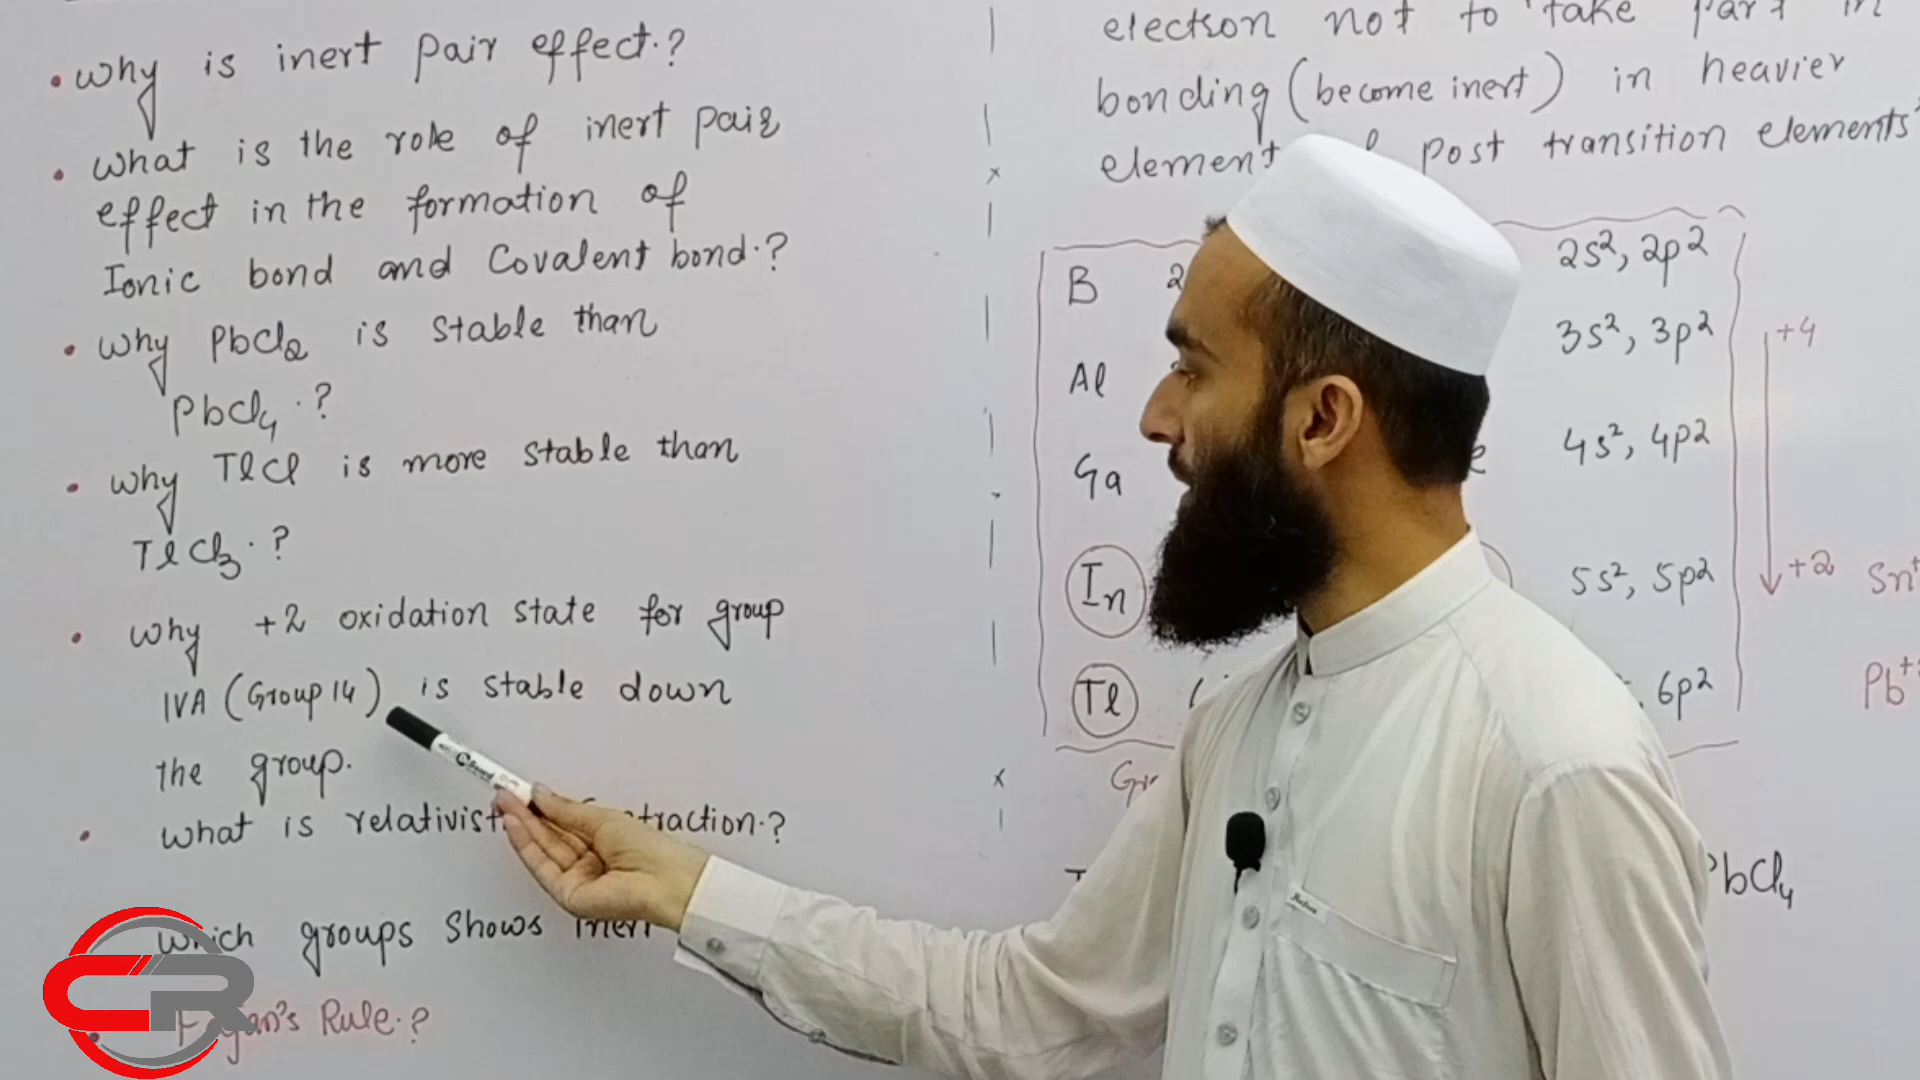 • Why is inert pair effect.?
• What is the role of inert pair
effect in the formation of
Ionic bond and Covalent bond.?
• Why PbCl₂ is stable than
PbCl₄.?
• Why TlCl is more stable than
TlCl₃.?
• Why +2 oxidation state for group
IVA (Group 14) is stable down
the group.
• What is
Which groups shows
Rule.?
CR
electron not to take part in
bonding (become inert) in heavier
element post transition elements
B
Al
Ga
In
Tl
2s², 2p²
3s², 3p²
4s², 4p²
5s², 5p²
6p²
+4
+2
PbCl₄